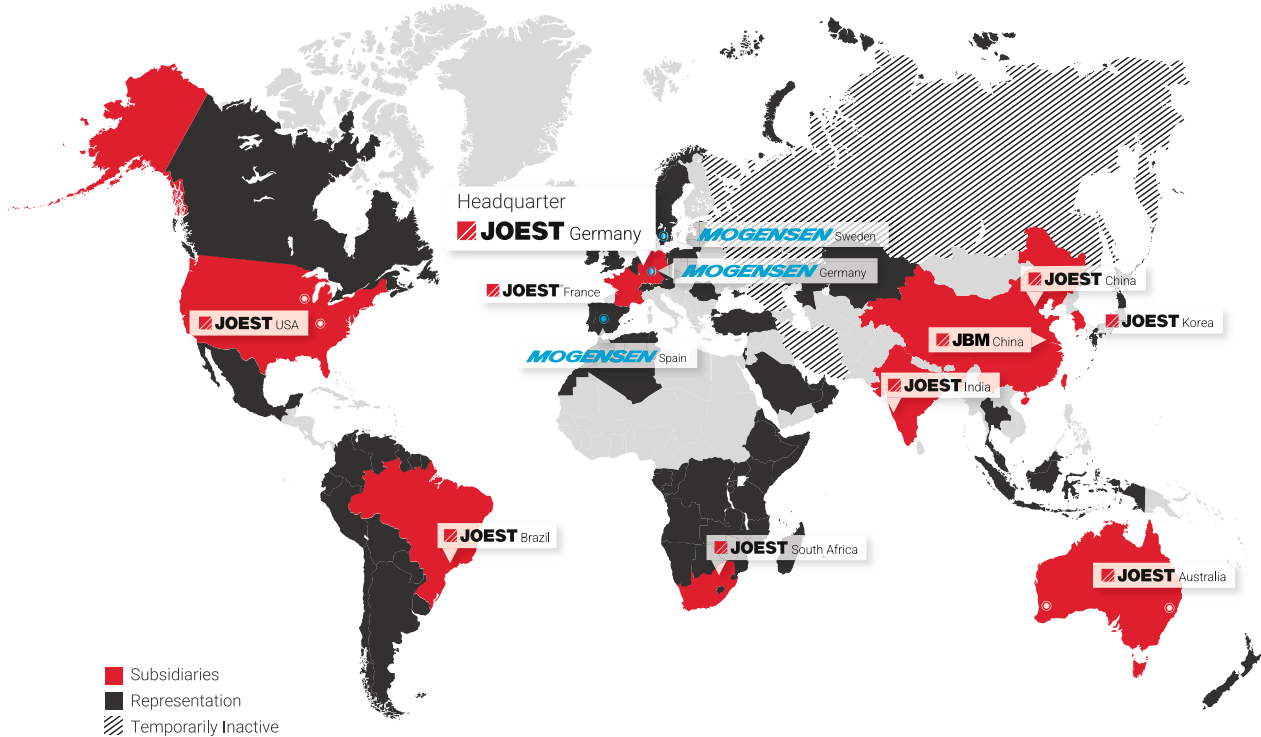 Headquarter
JOEST Germany
MOGENSEN Sweden
MOGENSEN Germany
JOEST France
JOEST China
JOEST USA
JOEST Korea
JBM China
MOGENSEN Spain
JOEST India
JOEST Brazil
JOEST South Africa
JOEST Australia
Subsidiaries
Representation
Temporarily Inactive